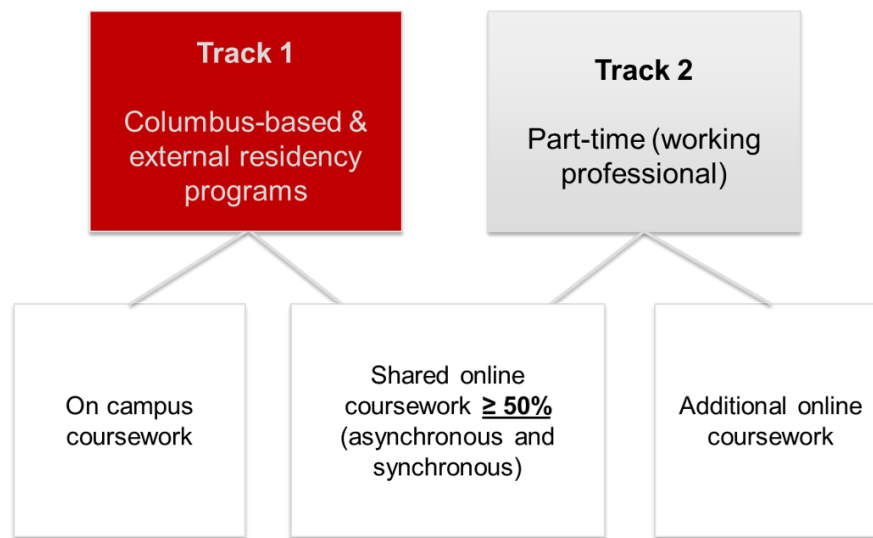 Track 1
Columbus-based &
external residency
programs
Track 2
Part-time (working
professional)
On campus
coursework
Shared online
coursework ≥ 50%
(asynchronous and
synchronous)
Additional online
coursework